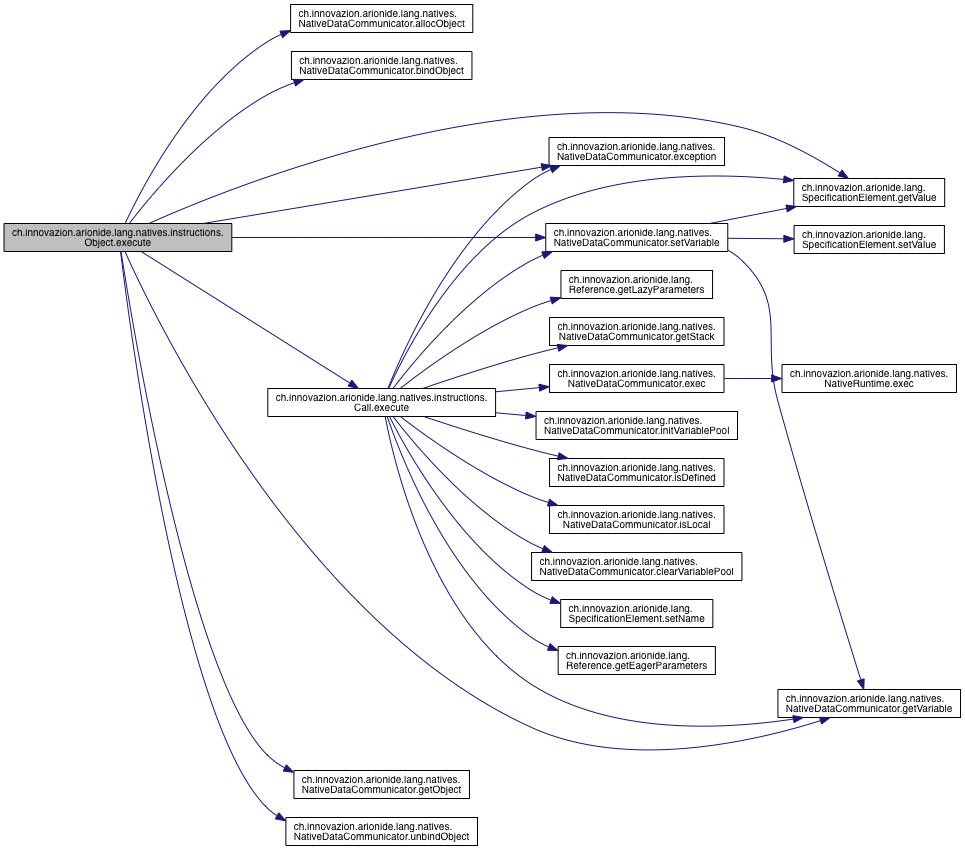 ch.innovazion.arionide.lang.natives.
NativeDataCommunicator.allocObject
ch.innovazion.arionide.lang.natives.
NativeDataCommunicator.bindObject
ch.innovazion.arionide.lang.natives.
NativeDataCommunicator.exception
ch.innovazion.arionide.lang.
SpecificationElement.getValue
ch.innovazion.arionide.lang.natives.instructions.
Object.execute
ch.innovazion.arionide.lang.natives.
NativeDataCommunicator.setVariable
ch.innovazion.arionide.lang.
SpecificationElement.setValue
ch.innovazion.arionide.lang.
Reference.getLazyParameters
ch.innovazion.arionide.lang.natives.
NativeDataCommunicator.getStack
ch.innovazion.arionide.lang.natives.instructions.
Call.execute
ch.innovazion.arionide.lang.natives.
NativeDataCommunicator.exec
ch.innovazion.arionide.lang.natives.
NativeRuntime.exec
ch.innovazion.arionide.lang.natives.
NativeDataCommunicator.initVariablePool
ch.innovazion.arionide.lang.natives.
NativeDataCommunicator.isDefined
ch.innovazion.arionide.lang.natives.
NativeDataCommunicator.isLocal
ch.innovazion.arionide.lang.natives.
NativeDataCommunicator.clearVariablePool
ch.innovazion.arionide.lang.
SpecificationElement.setName
ch.innovazion.arionide.lang.
Reference.getEagerParameters
ch.innovazion.arionide.lang.natives.
NativeDataCommunicator.getVariable
ch.innovazion.arionide.lang.natives.
NativeDataCommunicator.getObject
ch.innovazion.arionide.lang.natives.
NativeDataCommunicator.unbindObject